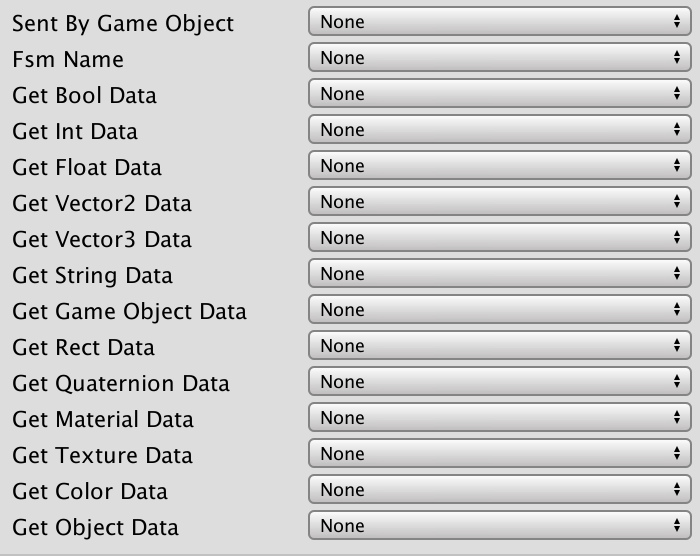 Sent By Game Object None
Fsm Name None
Get Bool Data None
Get Int Data None
Get Float Data None
Get Vector2 Data None
Get Vector3 Data None
Get String Data None
Get Game Object Data None
Get Rect Data None
Get Quaternion Data None
Get Material Data None
Get Texture Data None
Get Color Data None
Get Object Data None